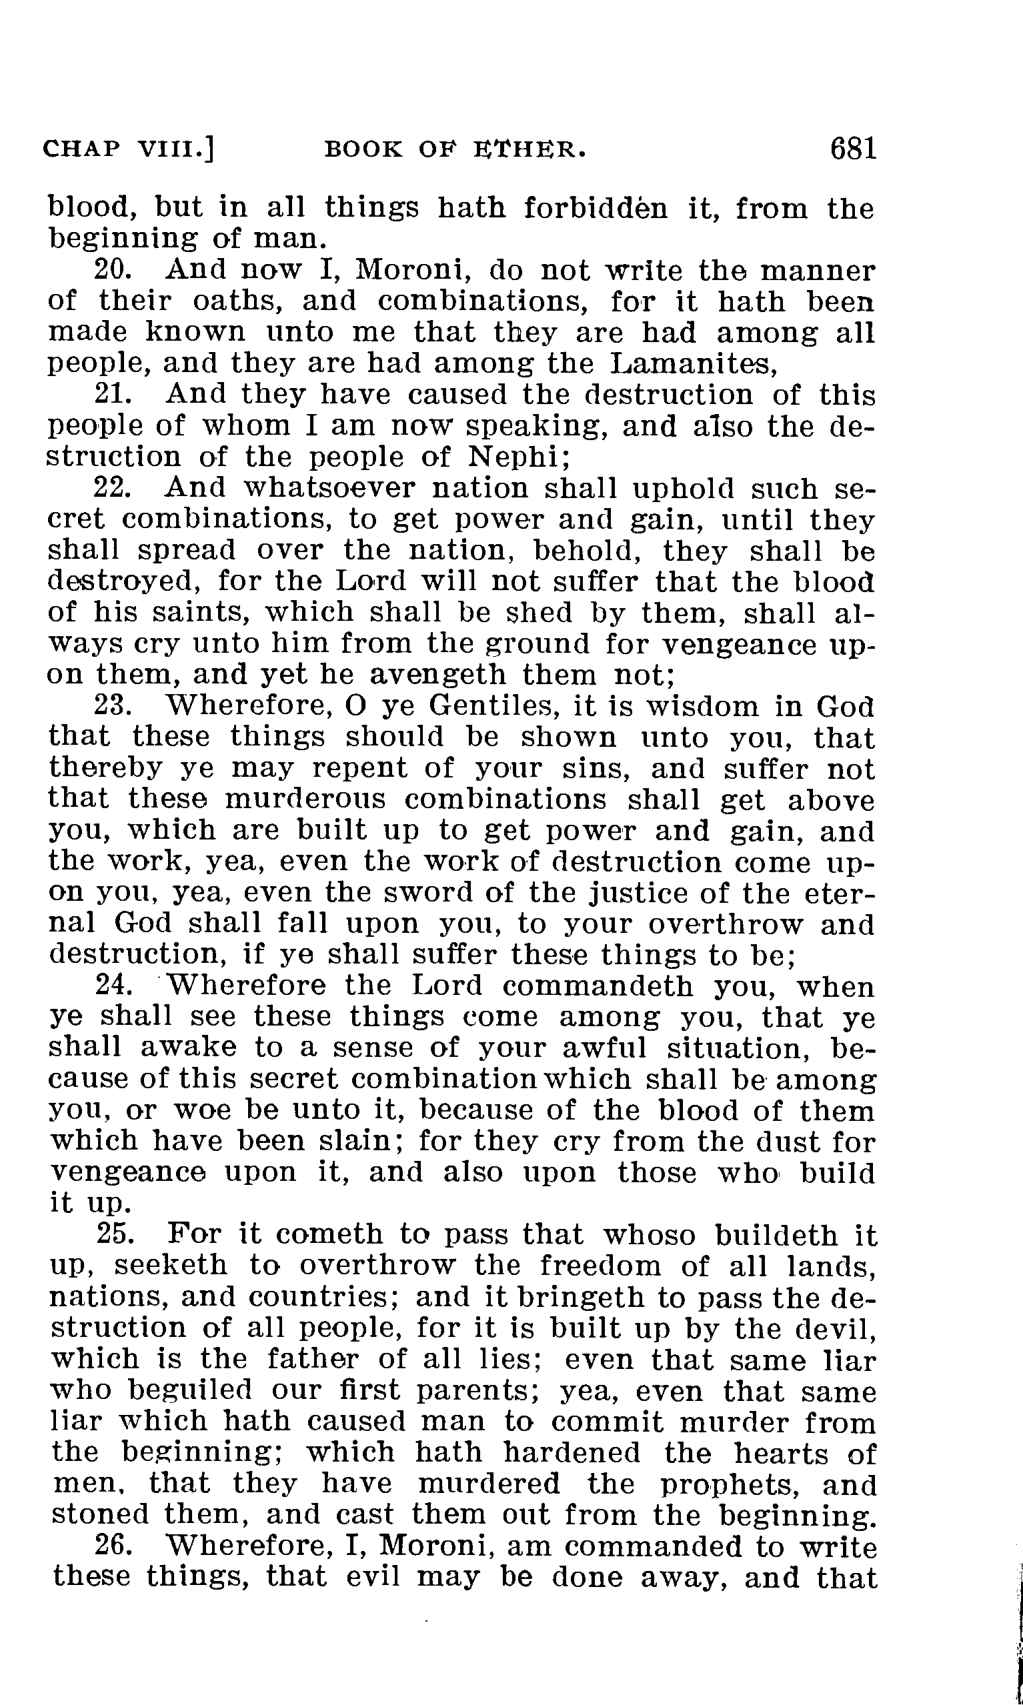 CHAP VIII.] BOOK OF ETHER. 681
blood, but in all things hath forbidden it, from the
beginning of man.
20. And now I, Moroni, do not write the manner
of their oaths, and combinations, for it hath been
made known unto me that they are had among all
people, and they are had among the Lamanites,
21. And they have caused the destruction of this
people of whom I am now speaking, and also the de-
struction of the people of Nephi;
22. And whatsoever nation shall uphold such se-
cret combinations, to get power and gain, until they
shall spread over the nation, behold, they shall be
destroyed, for the Lord will not suffer that the blood
of his saints, which shall be shed by them, shall al-
ways cry unto him from the ground for vengeance up-
on them, and yet he avengeth them not;
23. Wherefore, O ye Gentiles, it is wisdom in God
that these things should be shown unto you, that
thereby ye may repent of your sins, and suffer not
that these murderous combinations shall get above
you, which are built up to get power and gain, and
the work, yea, even the work of destruction come up-
on you, yea, even the sword of the justice of the eter-
nal God shall fall upon you, to your overthrow and
destruction, if ye shall suffer these things to be;
24. Wherefore the Lord commandeth you, when
ye shall see these things come among you, that ye
shall awake to a sense of your awful situation, be-
cause of this secret combination which shall be among
you, or woe be unto it, because of the blood of them
which have been slain; for they cry from the dust for
vengeance upon it, and also upon those who build
it up.
25. For it cometh to pass that whoso buildeth it
up, seeketh to overthrow the freedom of all lands,
nations, and countries; and it bringeth to pass the de-
struction of all people, for it is built up by the devil,
which is the father of all lies; even that same liar
who beguiled our first parents; yea, even that same
liar which hath caused man to commit murder from
the beginning; which hath hardened the hearts of
men, that they have murdered the prophets, and
stoned them, and cast them out from the beginning.
26. Wherefore, I, Moroni, am commanded to write
these things, that evil may be done away, and that